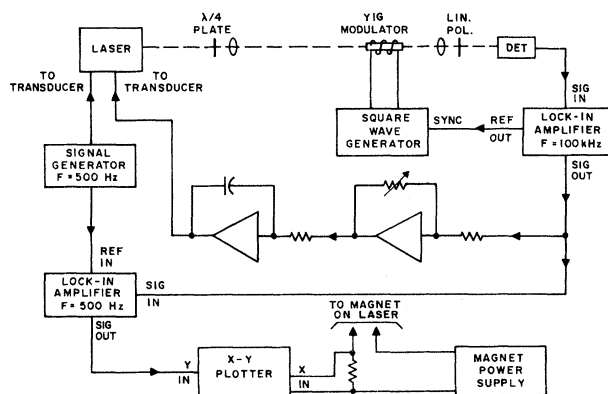 LASER
λ/4
PLATE
YIG
MODULATOR
LIN.
POL.
DET
TO
TRANSDUCER
TO
TRANSDUCER
SIG
IN
SQUARE
WAVE
GENERATOR
SYNC
REF
OUT
LOCK-IN
AMPLIFIER
F = 100 kHz
SIG
OUT
SIGNAL
GENERATOR
F = 500 Hz
REF
IN
LOCK-IN
AMPLIFIER
F = 500 Hz
SIG
IN
SIG
OUT
TO MAGNET
ON LASER
Y
IN
X-Y
PLOTTER
X
IN
MAGNET
POWER
SUPPLY